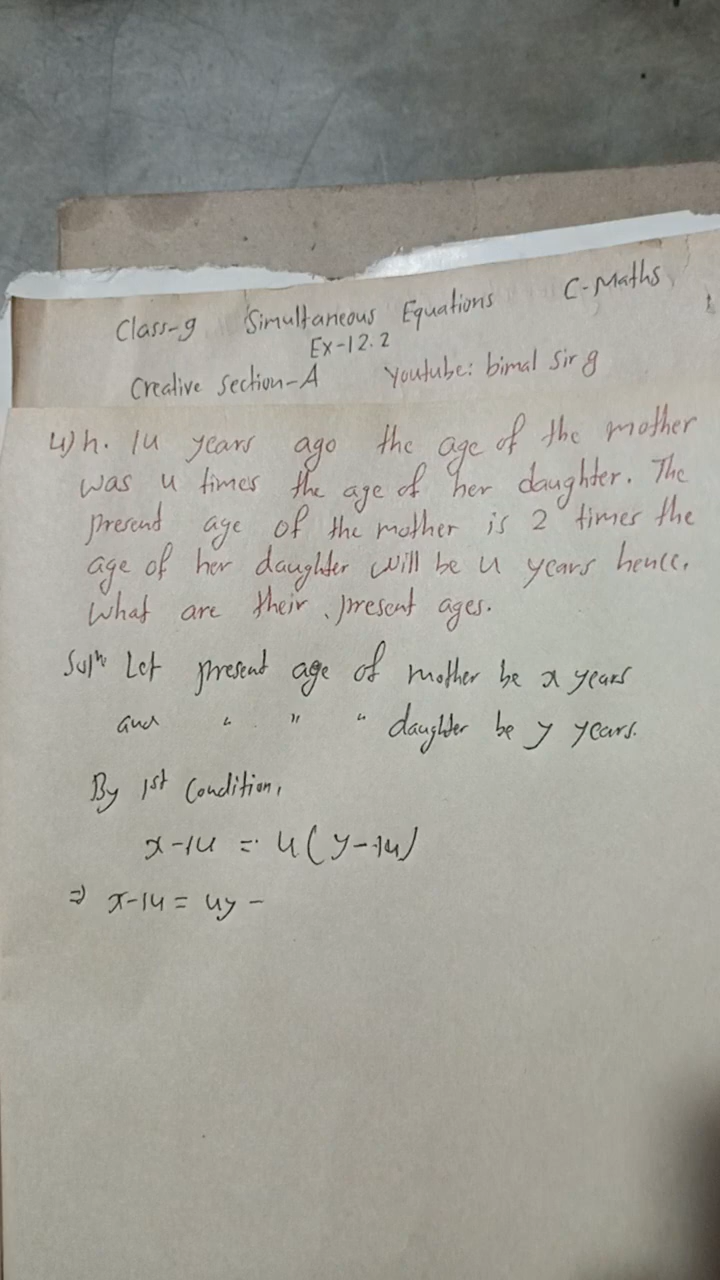 Class-9 Simultaneous Equations C-Maths
Ex-12.2
Creative section-A Youtube: bimal sir g
4)h. 14 years ago the age of the mother
was 4 times the age of her daughter. The
present age of the mother is 2 times the
age of her daughter will be 4 years hence.
What are their present ages.
Solⁿ Let present age of mother be x years
and " " " daughter be y years.
By 1st Condition,
x-14 = 4(y-14)
⇒ x-14 = 4y -